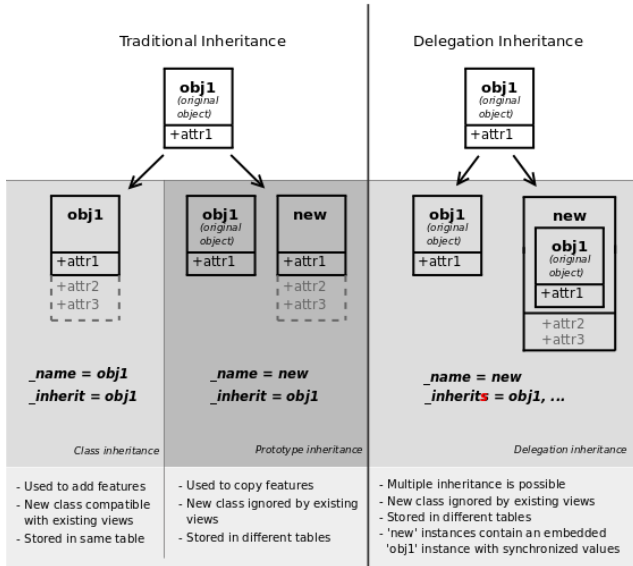 Traditional Inheritance
obj1
(original
object)
+attr1
obj1
+attr1
+attr2
+attr3
_name = obj1
_inherit = obj1
Class inheritance
- Used to add features
- New class compatible
with existing views
- Stored in same table
obj1
(original
object)
+attr1
new
+attr1
+attr2
+attr3
_name = new
_inherit = obj1
Prototype inheritance
- Used to copy features
- New class ignored by existing
views
- Stored in different tables
Delegation Inheritance
obj1
(original
object)
+attr1
obj1
(original
object)
+attr1
new
obj1
(original
object)
+attr1
+attr2
+attr3
_name = new
_inherits = obj1, ...
Delegation inheritance
- Multiple inheritance is possible
- New class ignored by existing views
- Stored in different tables
- 'new' instances contain an embedded
'obj1' instance with synchronized values